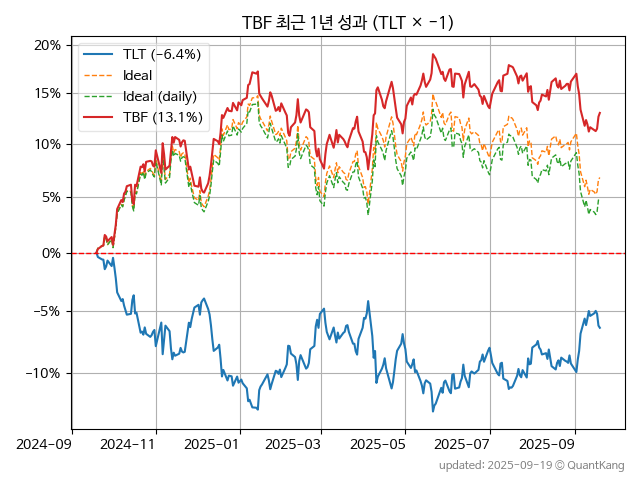 TBF 최근 1년 성과 (TLT × −1)
20%
15%
10%
5%
0%
−5%
−10%
TLT (−6.4%)
Ideal
Ideal (daily)
TBF (13.1%)
2024-09
2024-11
2025-01
2025-03
2025-05
2025-07
2025-09
updated: 2025-09-19 © QuantKang